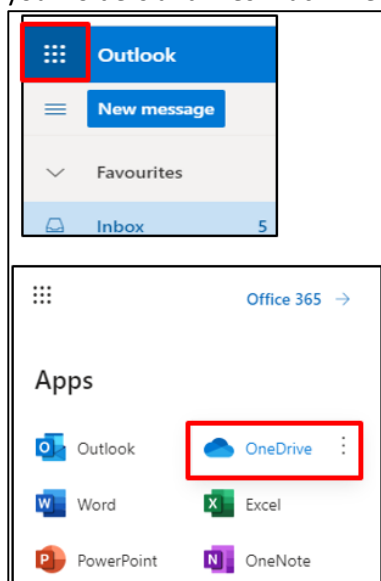 Outlook
New message
Favourites
Inbox 5
Office 365 →
Apps
Outlook OneDrive
Word Excel
PowerPoint OneNote